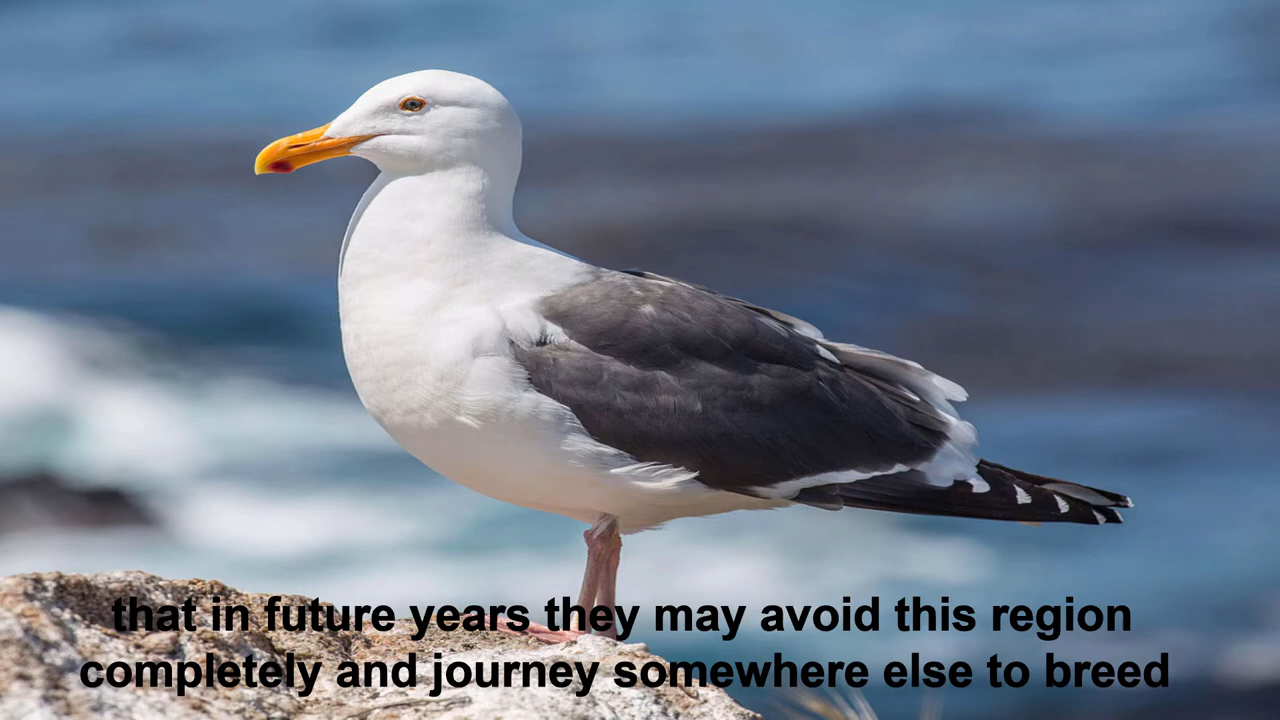 that in future years they may avoid this region
completely and journey somewhere else to breed